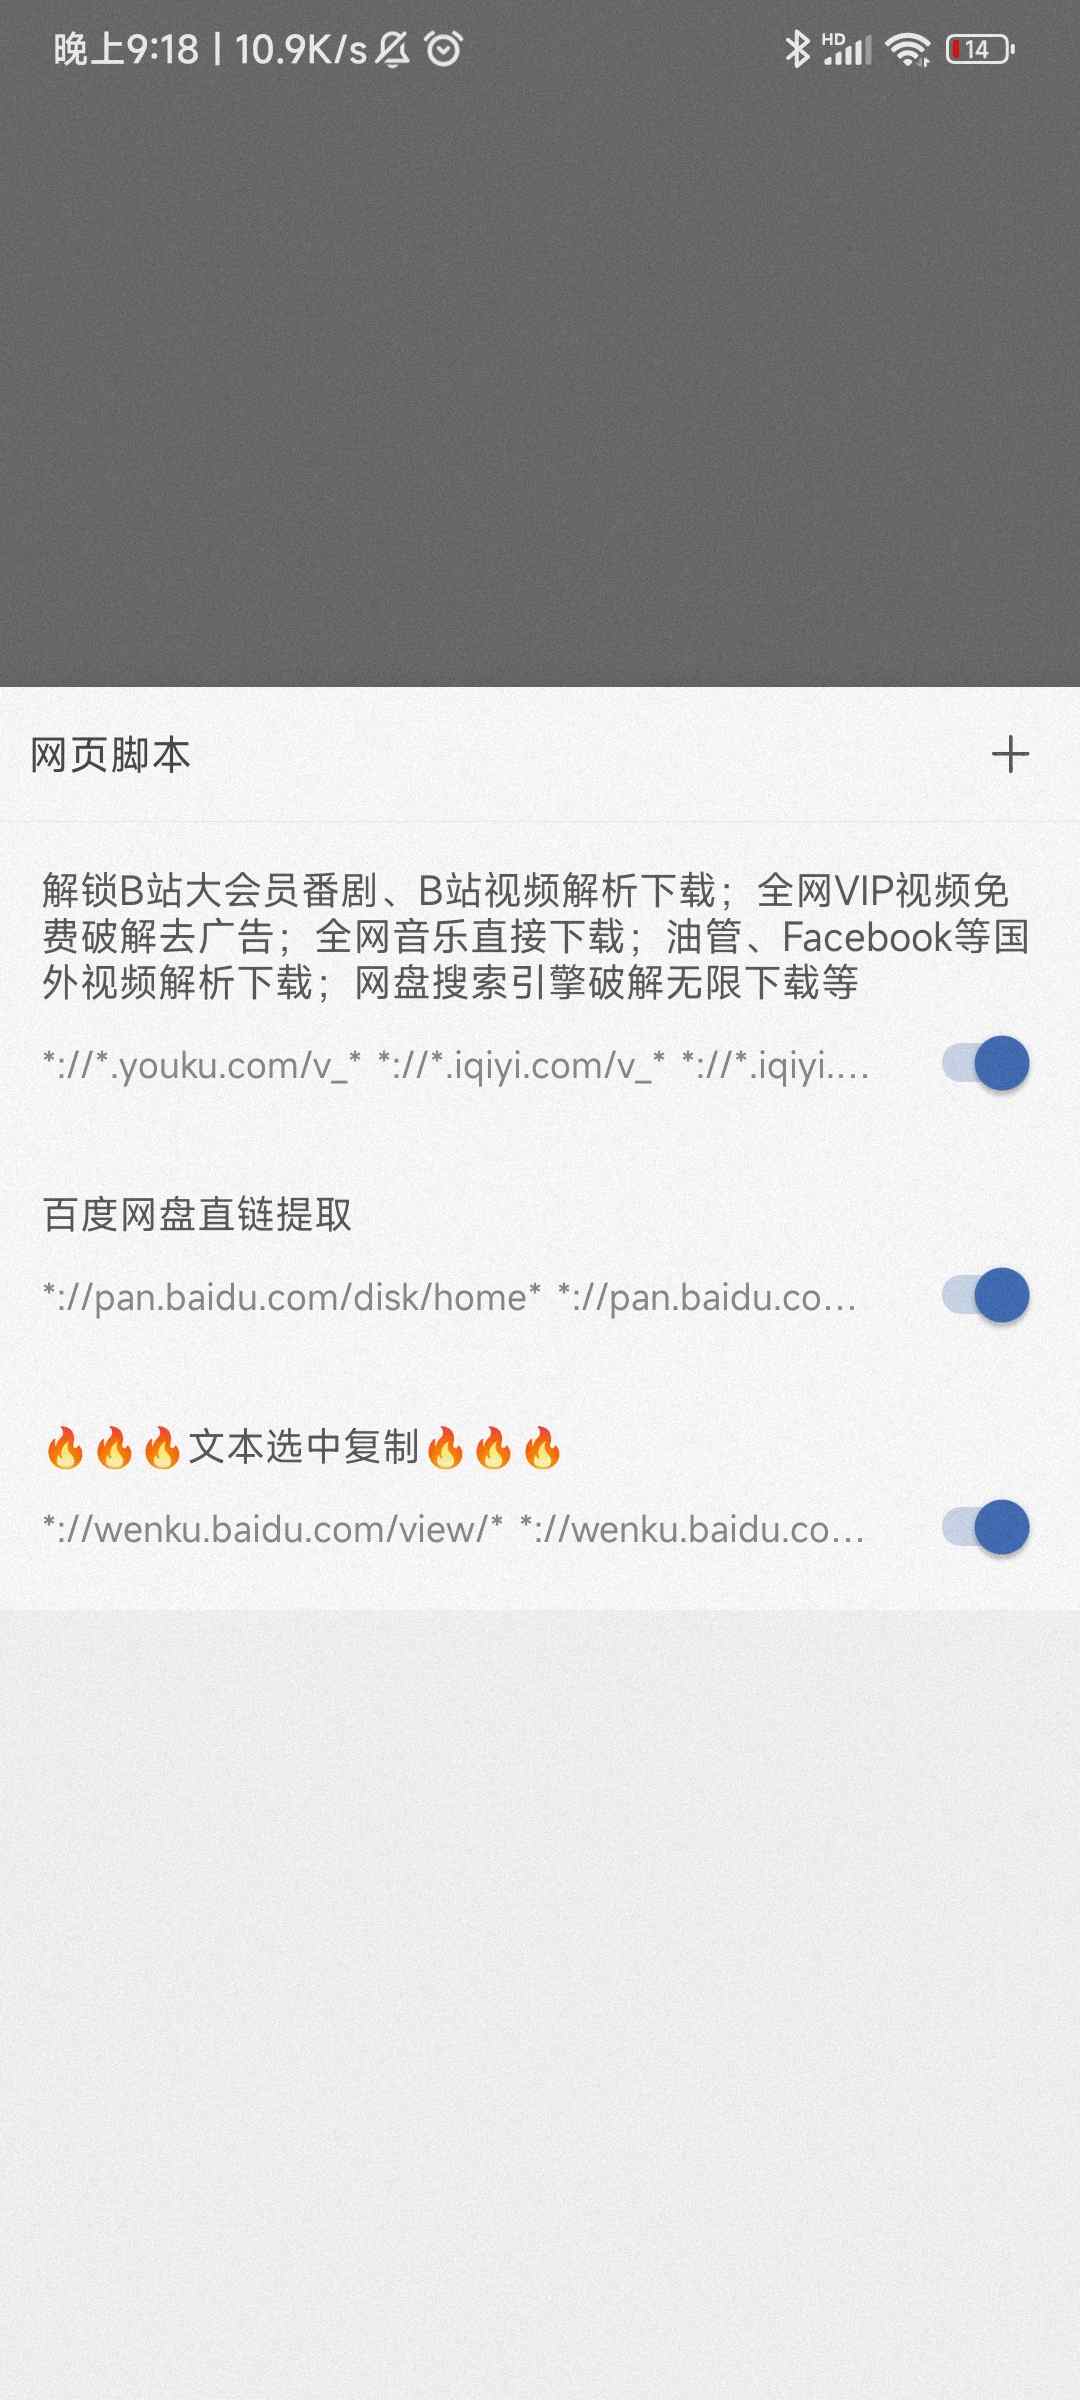 晚上9:18 | 10.9K/s
HD
14
网页脚本
解锁B站大会员番剧、B站视频解析下载；全网VIP视频免
费破解去广告；全网音乐直接下载；油管、Facebook等国
外视频解析下载；网盘搜索引擎破解无限下载等
*://*.youku.com/v_* *://*.iqiyi.com/v_* *://*.iqiyi....
百度网盘直链提取
*://pan.baidu.com/disk/home* *://pan.baidu.co...
🔥🔥🔥文本选中复制🔥🔥🔥
*://wenku.baidu.com/view/* *://wenku.baidu.co...